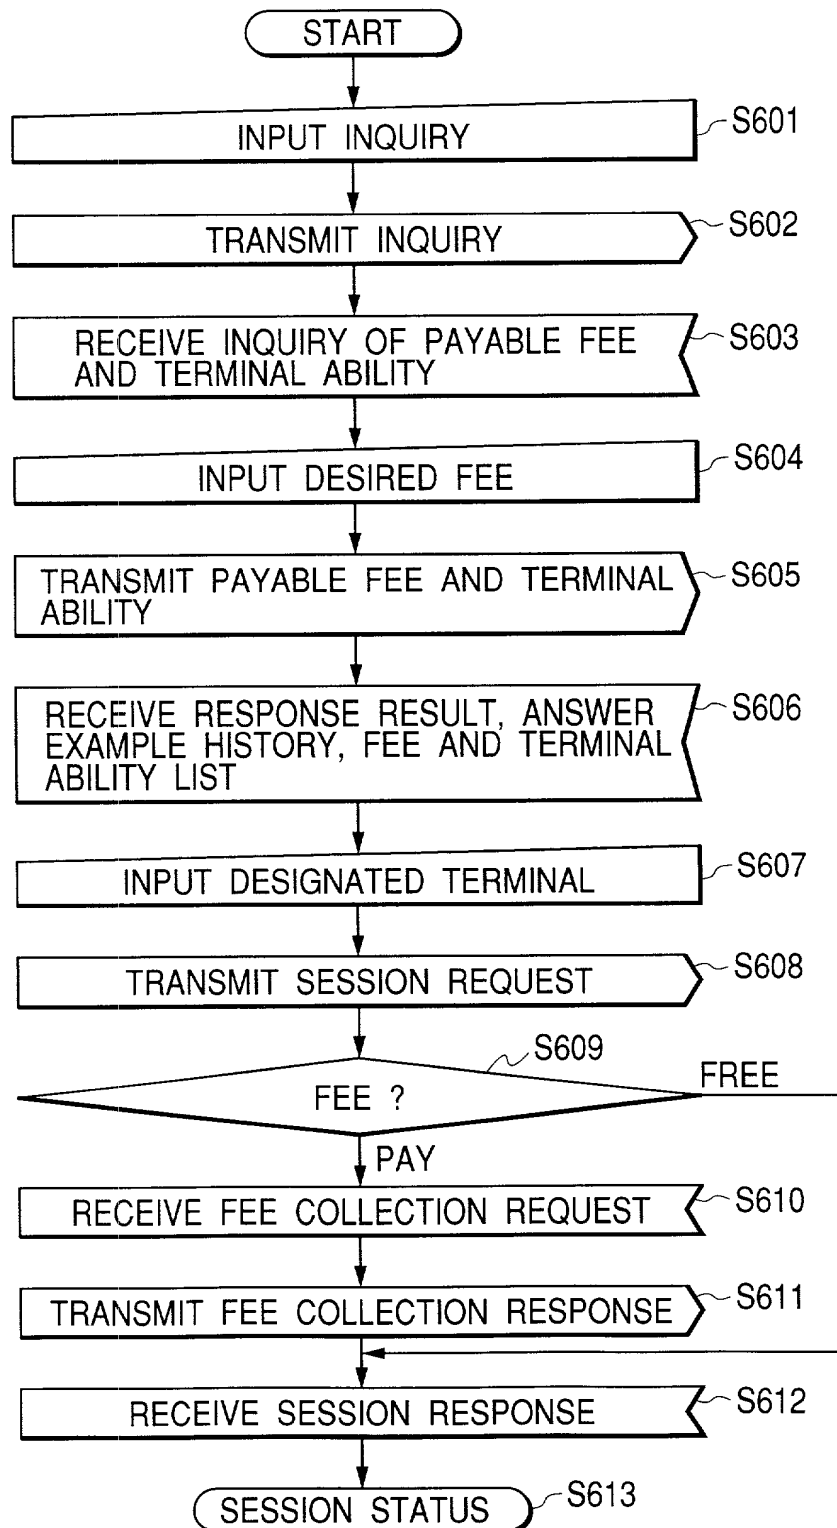 START
INPUT INQUIRY
S601
TRANSMIT INQUIRY
S602
RECEIVE INQUIRY OF PAYABLE FEE
AND TERMINAL ABILITY
S603
INPUT DESIRED FEE
S604
TRANSMIT PAYABLE FEE AND TERMINAL
ABILITY
S605
RECEIVE RESPONSE RESULT, ANSWER
EXAMPLE HISTORY, FEE AND TERMINAL
ABILITY LIST
S606
INPUT DESIGNATED TERMINAL
S607
TRANSMIT SESSION REQUEST
S608
S609
FEE ?
FREE
PAY
RECEIVE FEE COLLECTION REQUEST
S610
TRANSMIT FEE COLLECTION RESPONSE
S611
RECEIVE SESSION RESPONSE
S612
SESSION STATUS
S613